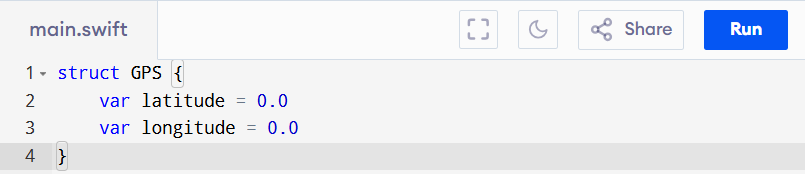 main.swift Share Run
1 struct GPS {
2 var latitude = 0.0
3 var longitude = 0.0
4 }